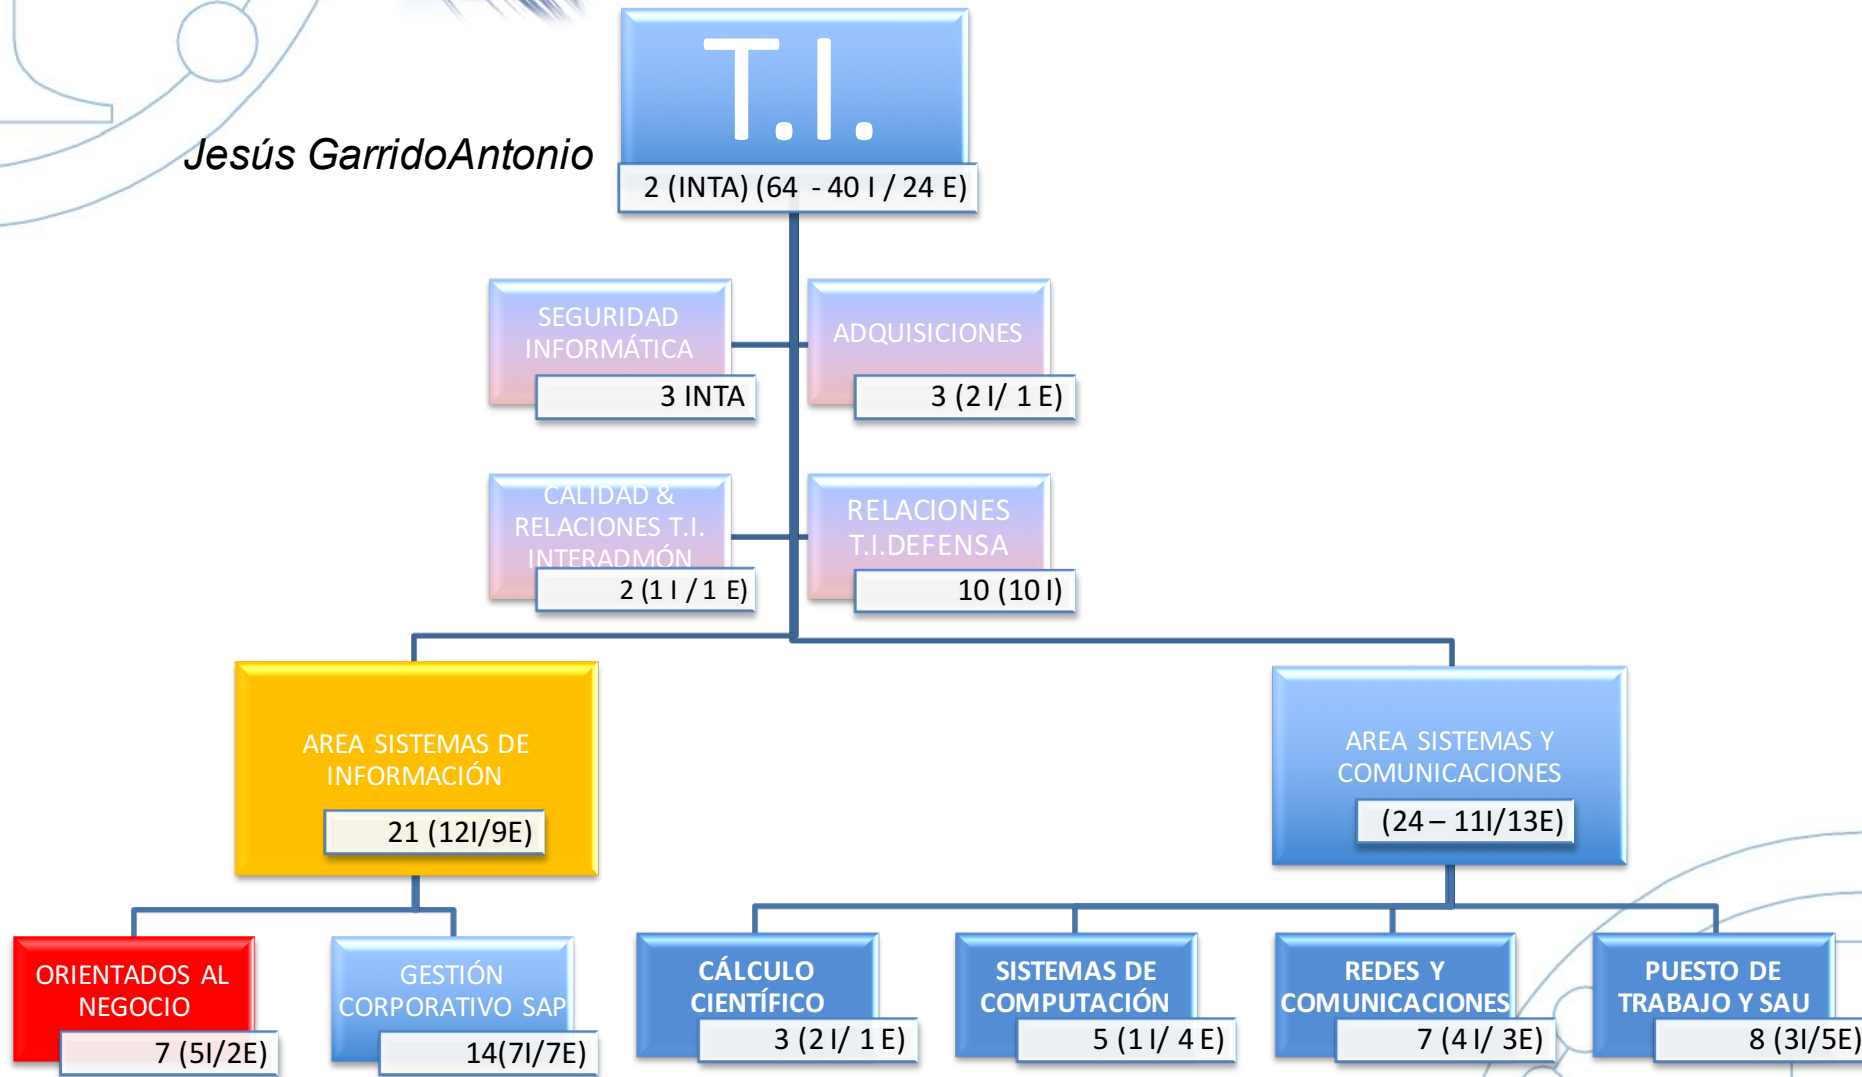 T.I.
Jesús GarridoAntonio
2 (INTA) (64 - 40 I / 24 E)
SEGURIDAD
INFORMÁTICA
3 INTA
ADQUISICIONES
3 (2 I/ 1 E)
CALIDAD &
RELACIONES T.I.
INTERADMÓN
2 (1 I / 1 E)
RELACIONES
T.I.DEFENSA
10 (10 I)
AREA SISTEMAS DE
INFORMACIÓN
21 (12I/9E)
AREA SISTEMAS Y
COMUNICACIONES
(24 – 11I/13E)
ORIENTADOS AL
NEGOCIO
7 (5I/2E)
GESTIÓN
CORPORATIVO SAP
14(7I/7E)
CÁLCULO
CIENTÍFICO
3 (2 I/ 1 E)
SISTEMAS DE
COMPUTACIÓN
5 (1 I/ 4 E)
REDES Y
COMUNICACIONES
7 (4 I/ 3E)
PUESTO DE
TRABAJO Y SAU
8 (3I/5E)